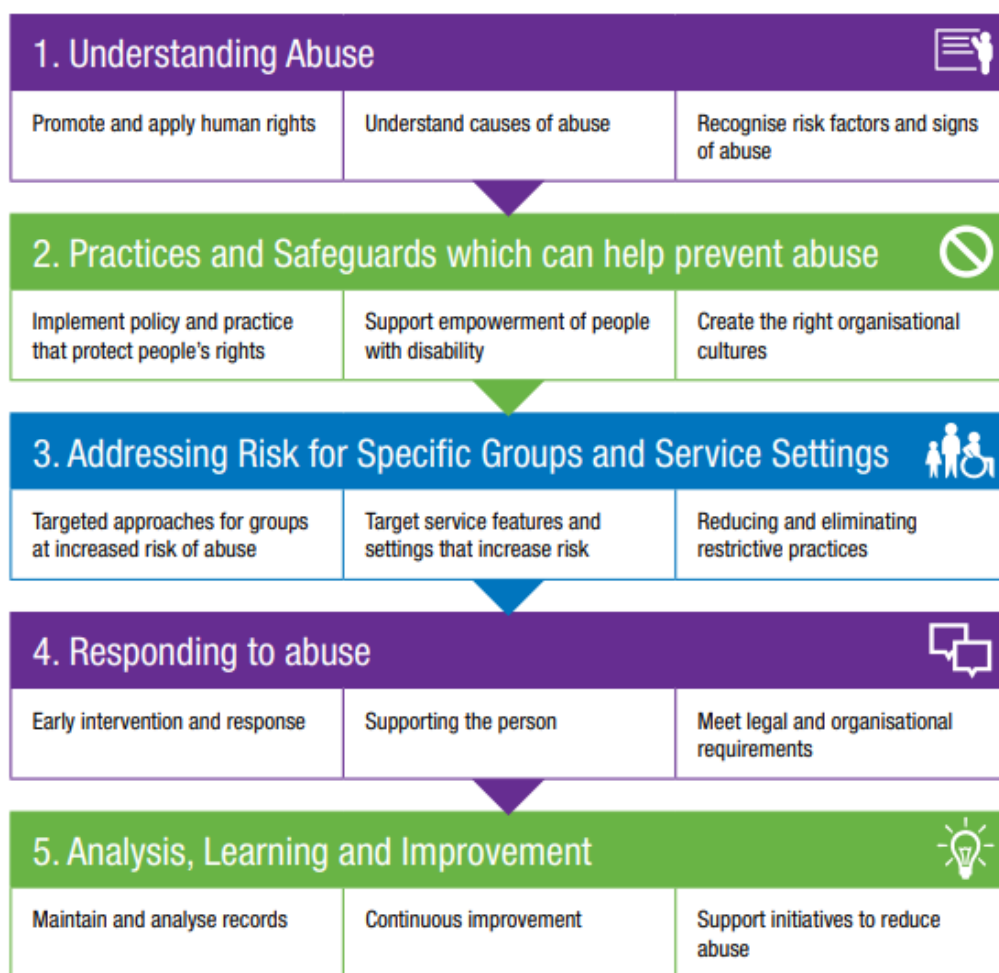 1. Understanding Abuse
Promote and apply human rights
Understand causes of abuse
Recognise risk factors and signs
of abuse
2. Practices and Safeguards which can help prevent abuse
Implement policy and practice
that protect people's rights
Support empowerment of people
with disability
Create the right organisational
cultures
3. Addressing Risk for Specific Groups and Service Settings
Targeted approaches for groups
at increased risk of abuse
Target service features and
settings that increase risk
Reducing and eliminating
restrictive practices
4. Responding to abuse
Early intervention and response
Supporting the person
Meet legal and organisational
requirements
5. Analysis, Learning and Improvement
Maintain and analyse records
Continuous improvement
Support initiatives to reduce
abuse